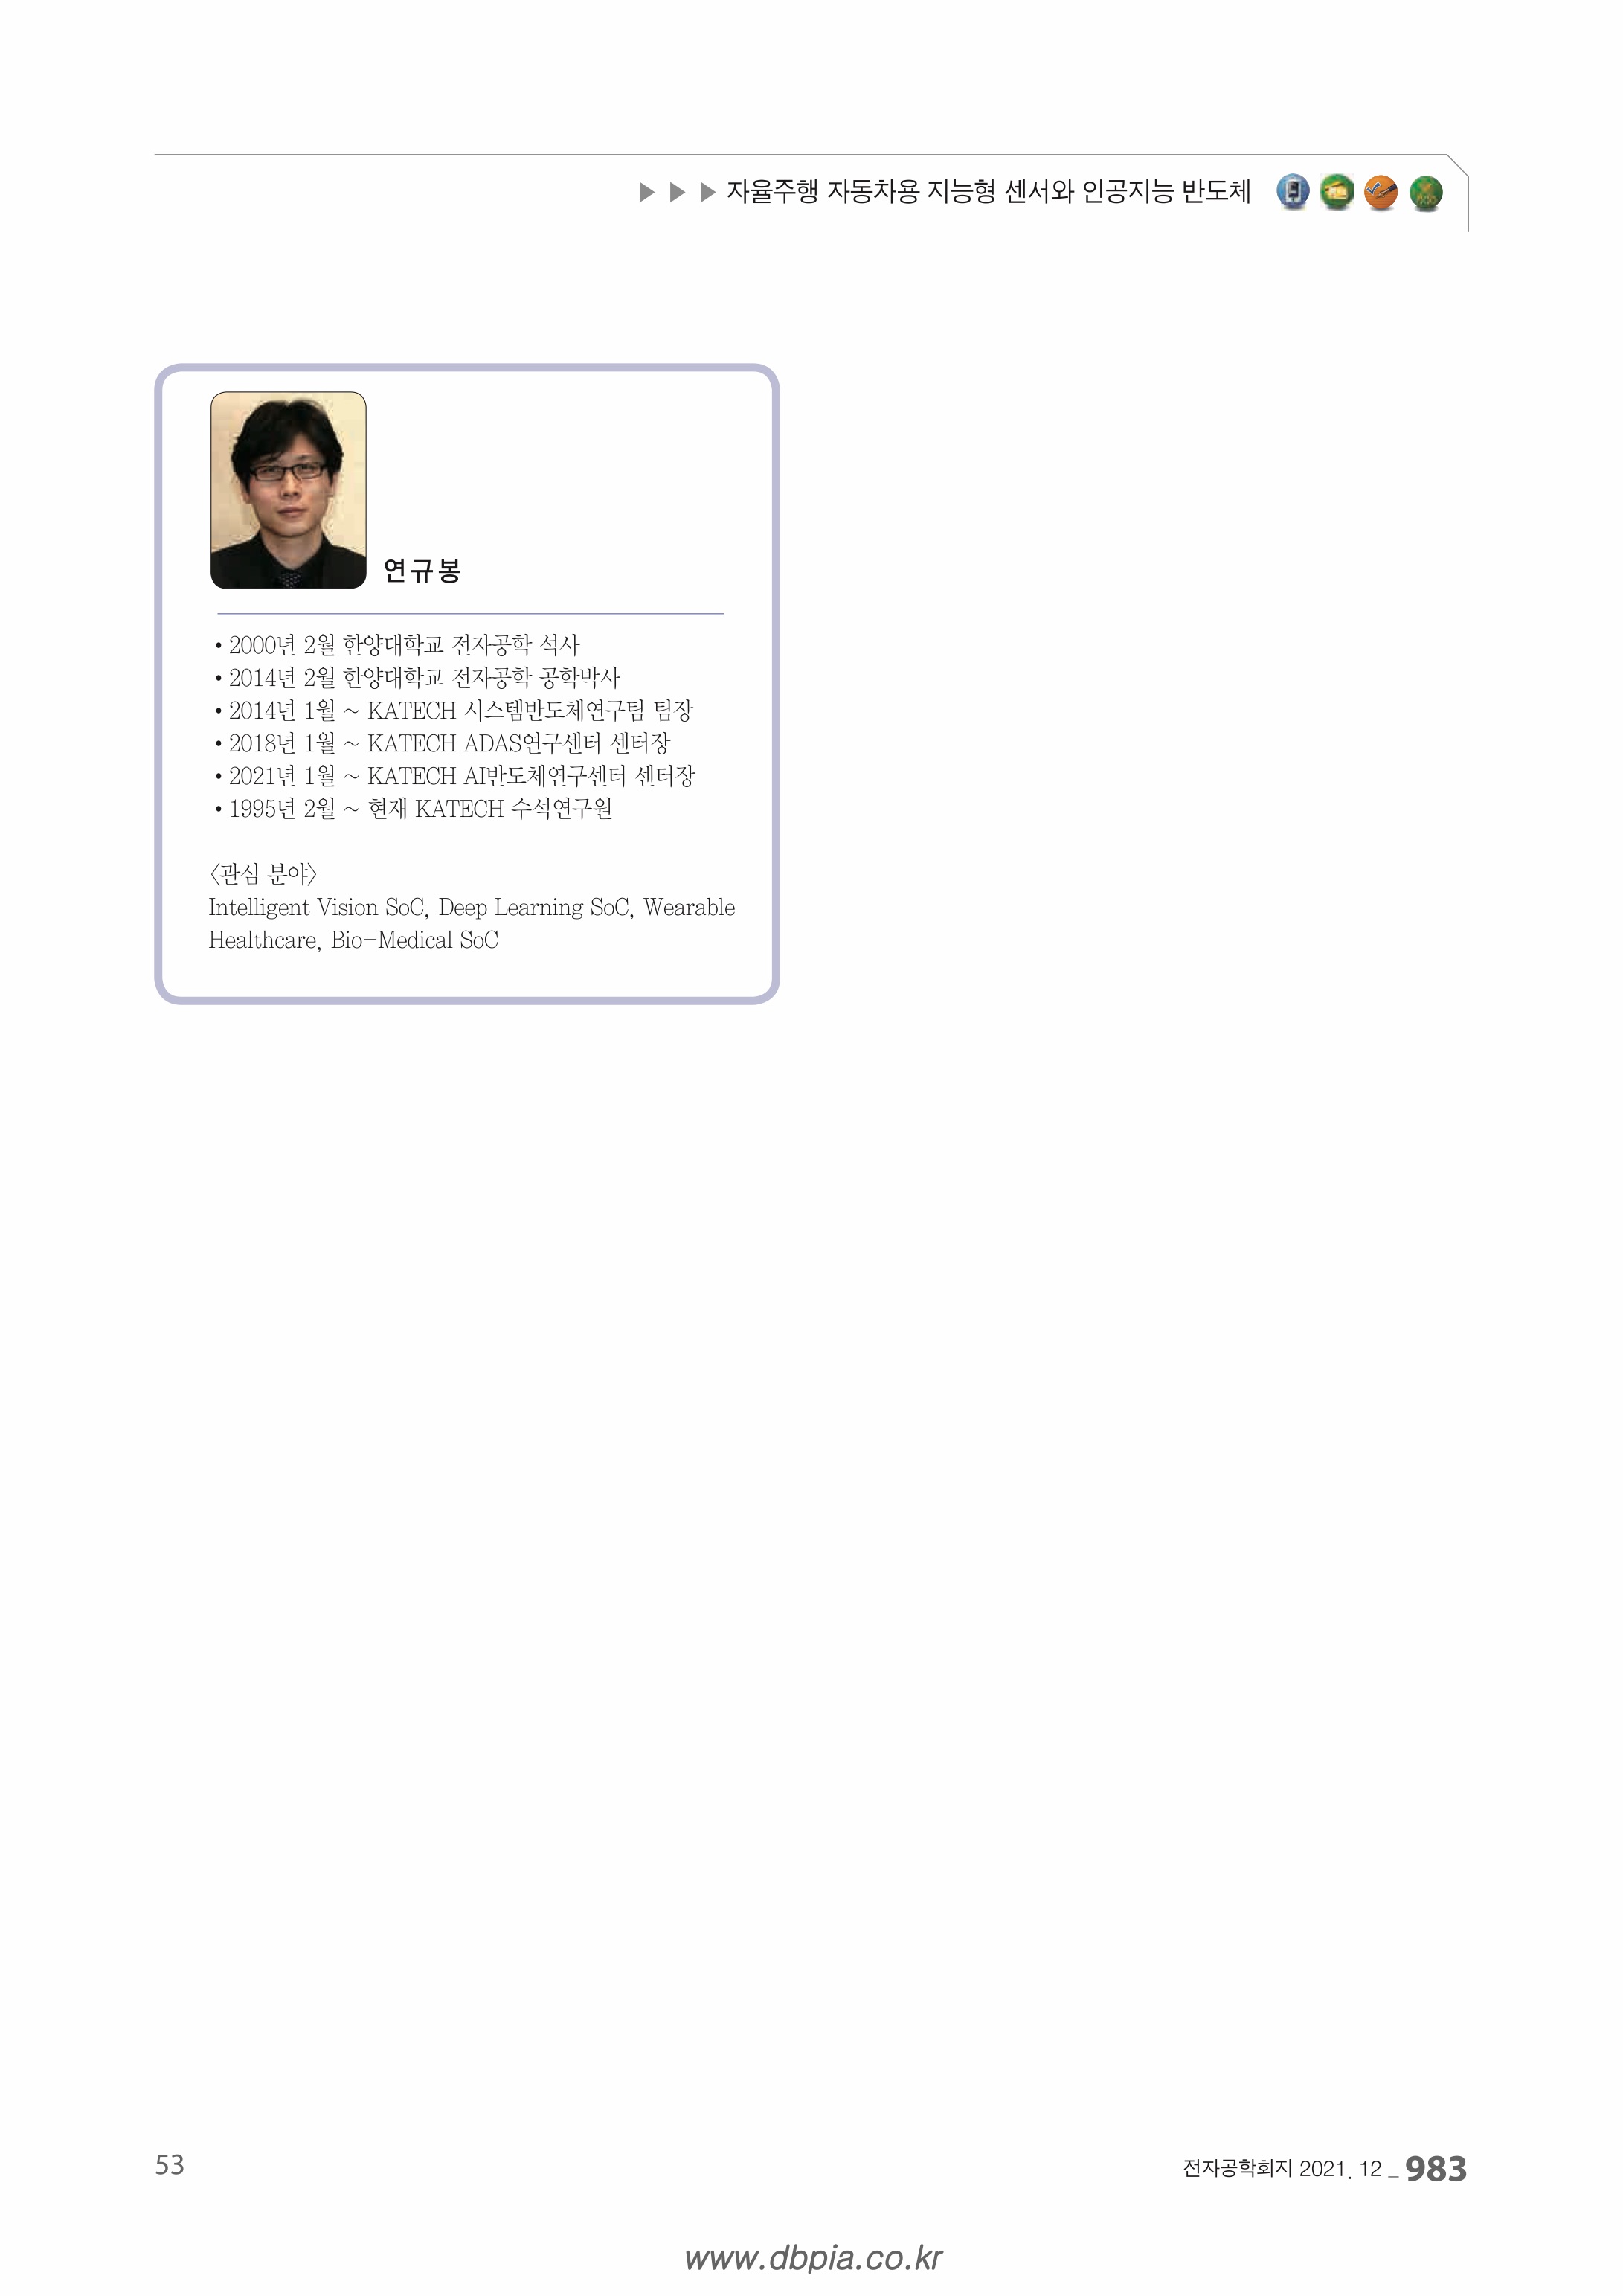 ▶ ▶ ▶ 자율주행 자동차용 지능형 센서와 인공지능 반도체
연규봉
• 2000년 2월 한양대학교 전자공학 석사
• 2014년 2월 한양대학교 전자공학 공학박사
• 2014년 1월 ~ KATECH 시스템반도체연구팀 팀장
• 2018년 1월 ~ KATECH ADAS연구센터 센터장
• 2021년 1월 ~ KATECH AI반도체연구센터 센터장
• 1995년 2월 ~ 현재 KATECH 수석연구원
〈관심 분야〉
Intelligent Vision SoC, Deep Learning SoC, Wearable
Healthcare, Bio-Medical SoC
53
전자공학회지 2021. 12 _ 983
www.dbpia.co.kr